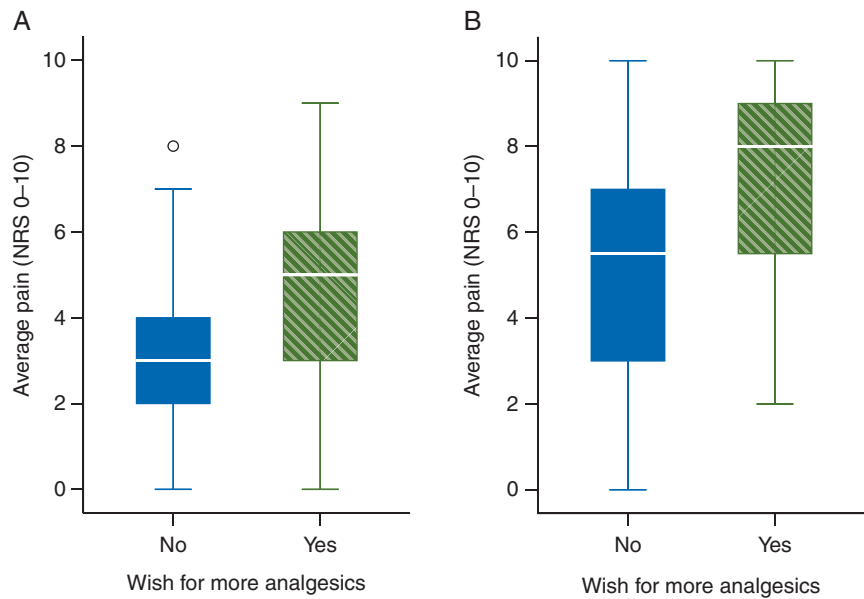 A
Average pain (NRS 0–10)
10
8
6
4
2
0
No Yes
Wish for more analgesics
B
Average pain (NRS 0–10)
10
8
6
4
2
0
No Yes
Wish for more analgesics